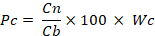 Pc = Cn/Cb × 100 × Wc